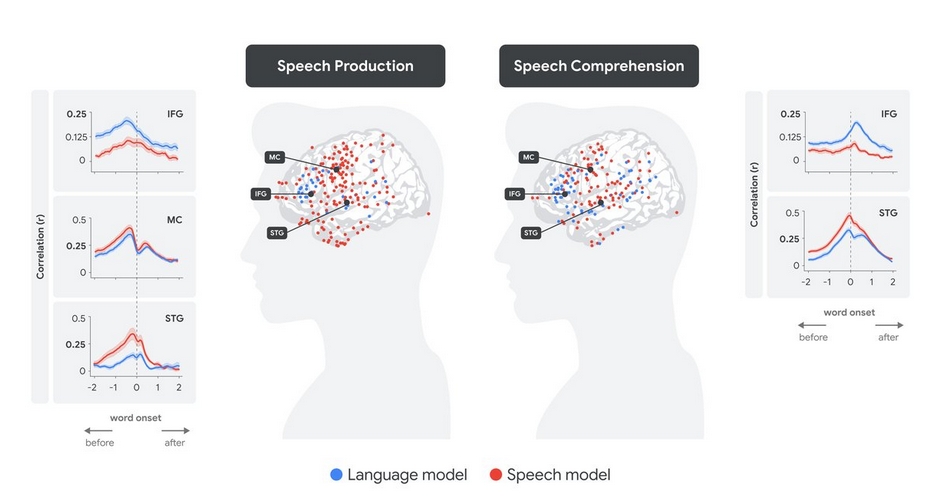 Speech Production
Speech Comprehension
Correlation (r)
IFG
0.25
0.125
0
MC
0.5
0.25
0
STG
0.5
0.25
0
-2 -1 0 1 2
word onset
before after
MC
IFG
STG
MC
IFG
STG
Correlation (r)
IFG
0.25
0.125
0
STG
0.5
0.25
0
-2 -1 0 1 2
word onset
before after
Language model Speech model